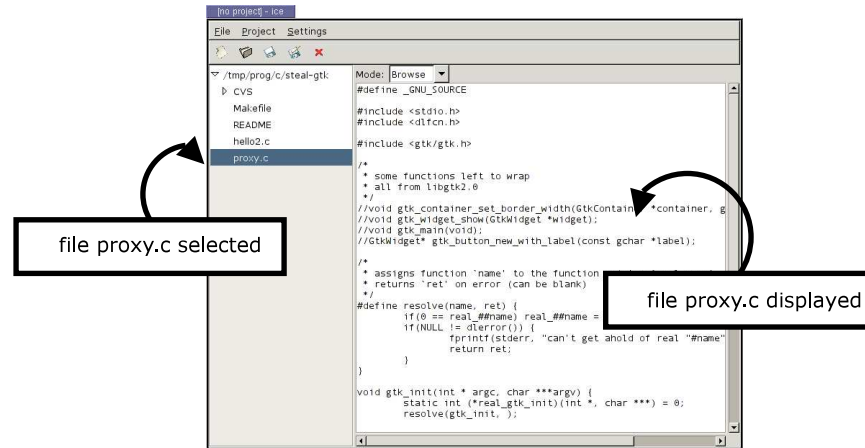 [no project] - ice
File Project Settings
/tmp/prog/c/steal-gtk
CVS
Makefile
README
hello2.c
proxy.c
Mode: Browse
#define _GNU_SOURCE
#include <stdio.h>
#include <dlfcn.h>
#include <gtk/gtk.h>
/*
* some functions left to wrap
* all from libgtk2.0
*/
//void gtk_container_set_border_width(GtkContain *container, g
//void gtk_widget_show(GtkWidget *widget);
//void gtk_main(void);
//GtkWidget* gtk_button_new_with_label(const gchar *label);
/*
* assigns function `name' to the function
* returns `ret' on error (can be blank)
*/
#define resolve(name, ret) {
if(0 == real_##name) real_##name =
if(NULL != dlerror()) {
fprintf(stderr, "can't get ahold of real "#name"
return ret;
}
}
void gtk_init(int * argc, char ***argv) {
static int (*real_gtk_init)(int *, char ***) = 0;
resolve(gtk_init, );
file proxy.c selected
file proxy.c displayed